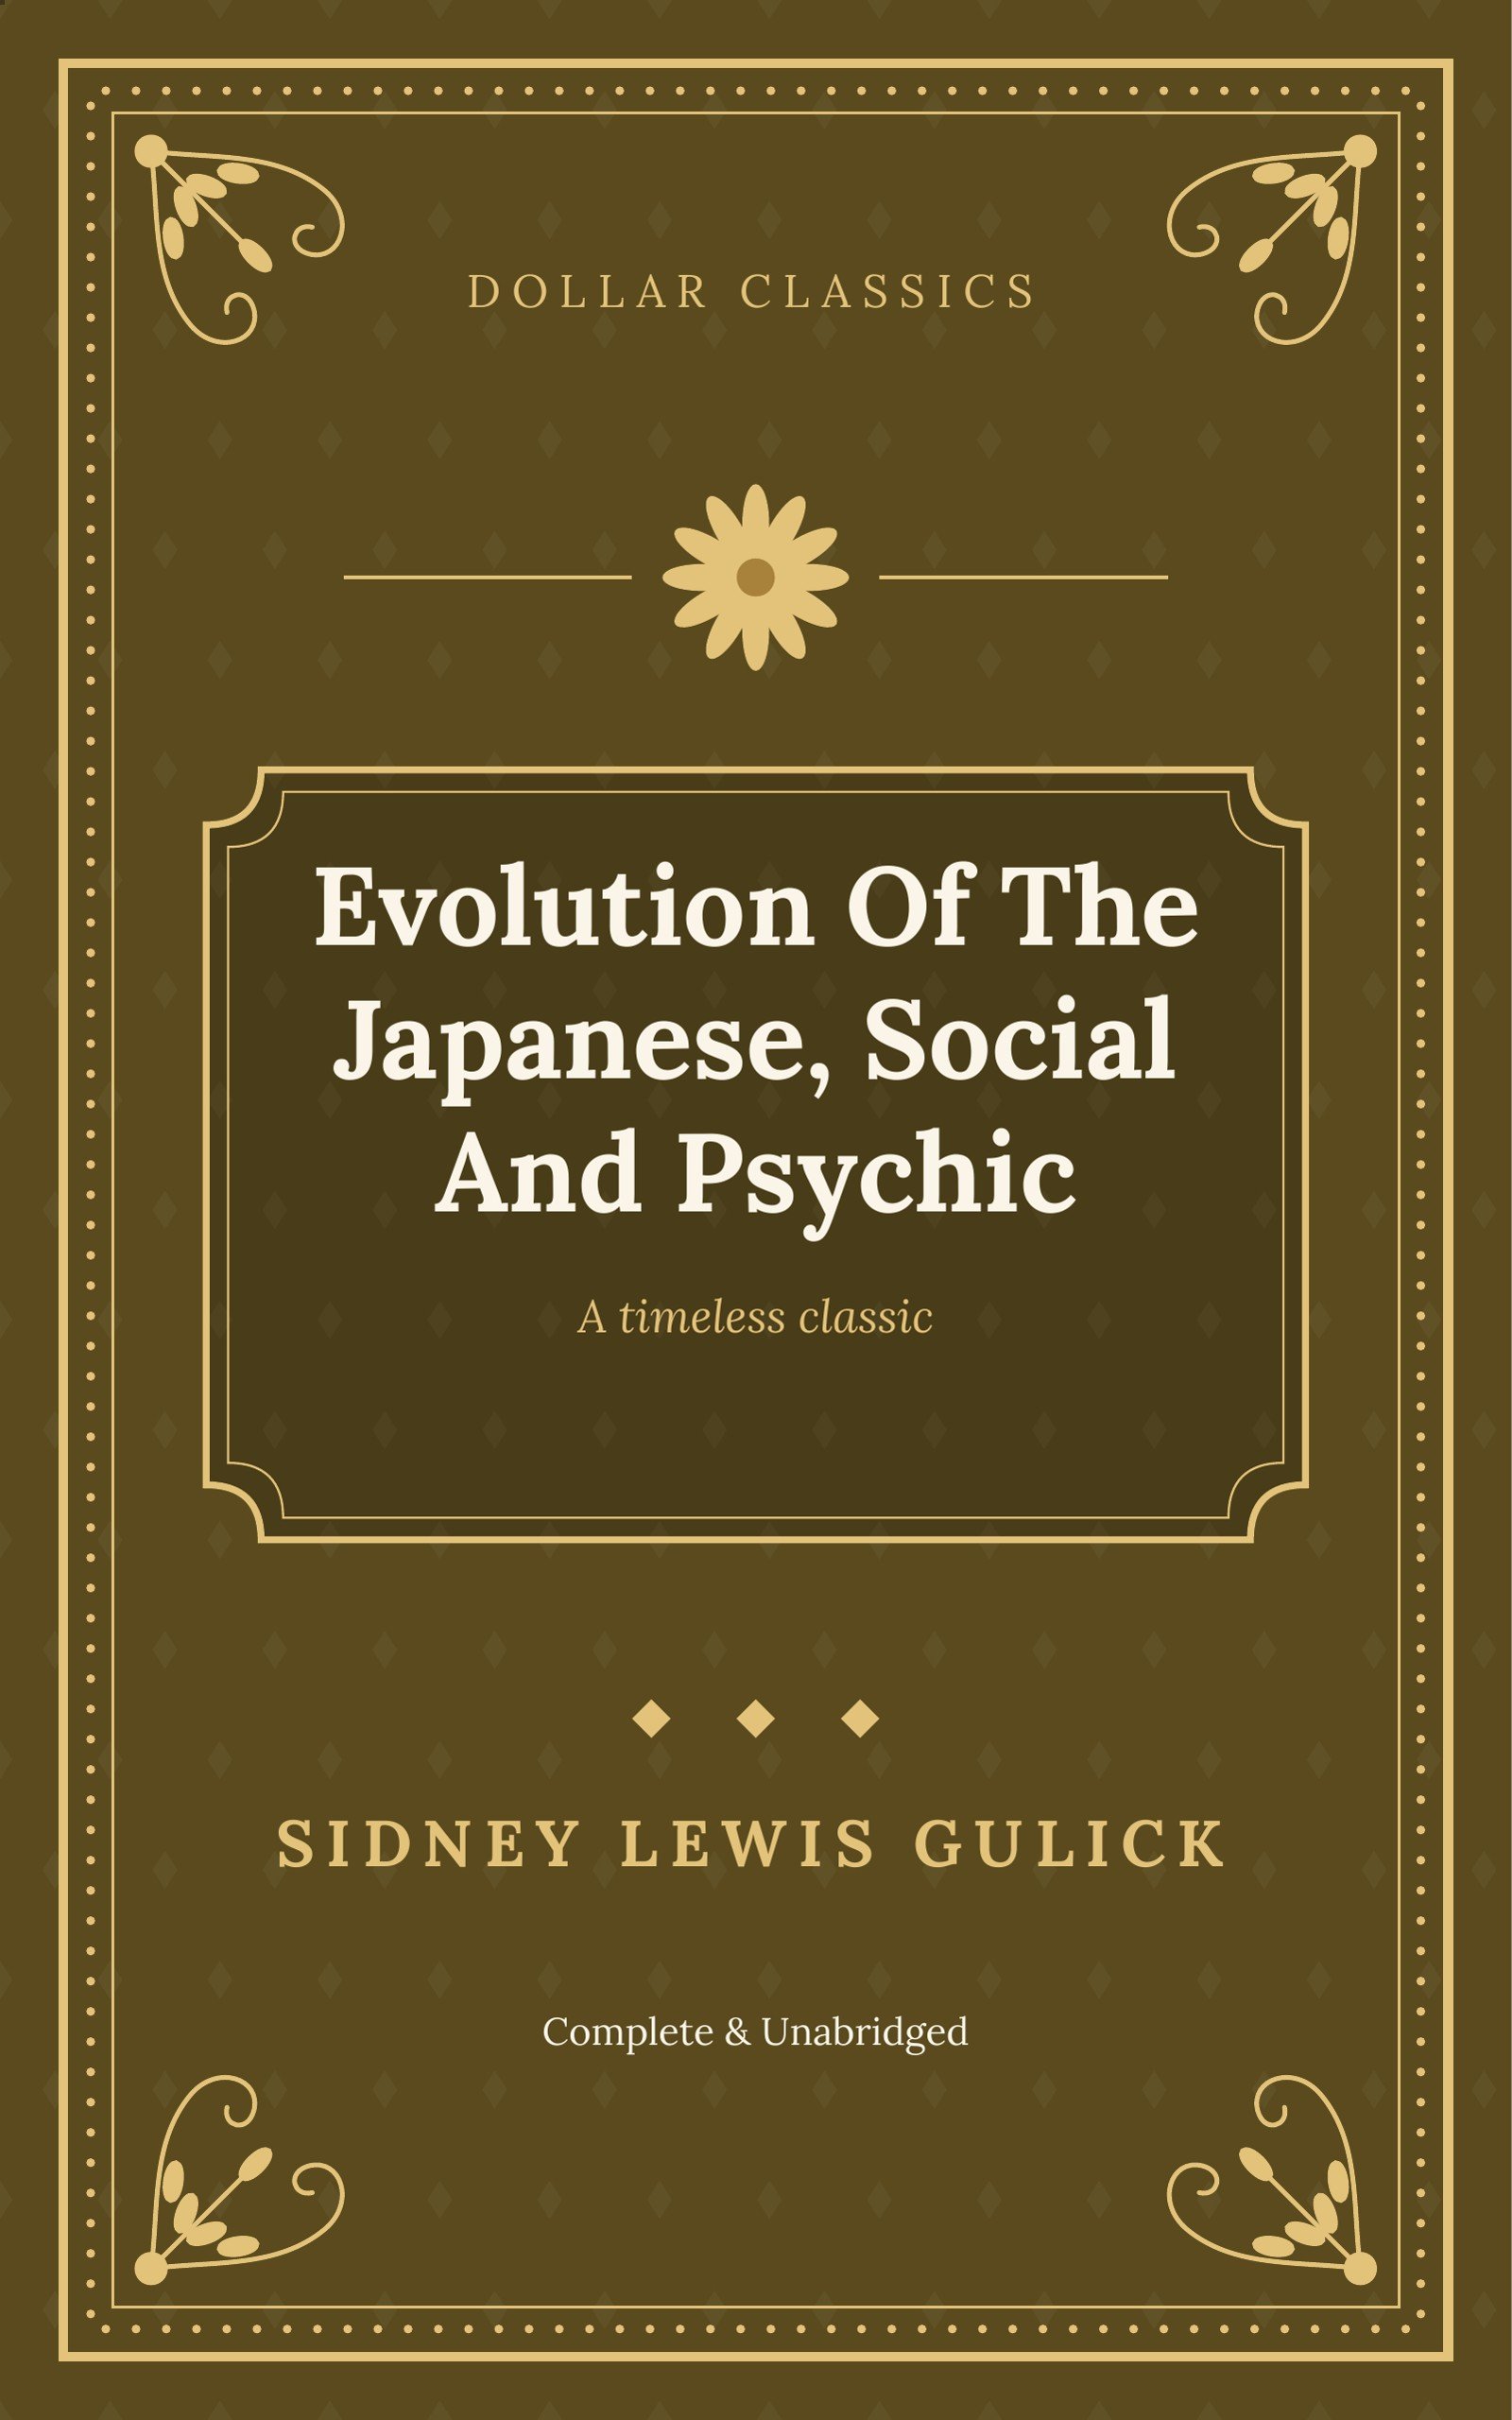 DOLLAR CLASSICS
Evolution Of The
Japanese, Social
And Psychic
A timeless classic
SIDNEY LEWIS GULICK
Complete & Unabridged